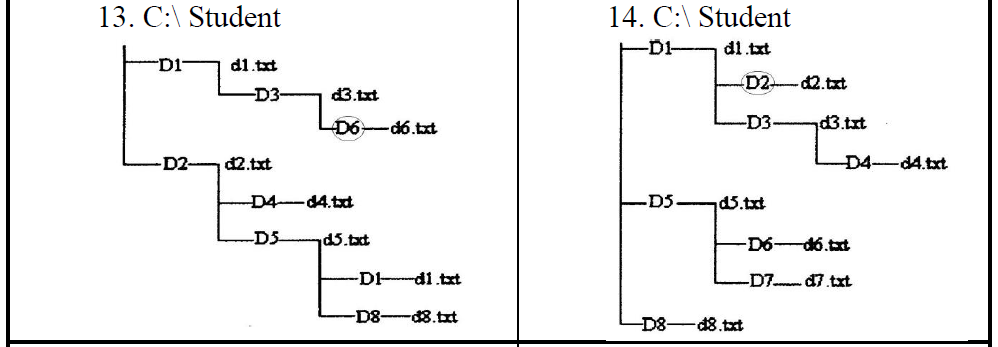 13. C:\ Student
D1 d1.txt
D3 d3.txt
D6 d6.txt
D2 d2.txt
D4 d4.txt
D5 d5.txt
D1 d1.txt
D8 d8.txt
14. C:\ Student
D1 d1.txt
D2 d2.txt
D3 d3.txt
D4 d4.txt
D5 d5.txt
D6 d6.txt
D7 d7.txt
D8 d8.txt